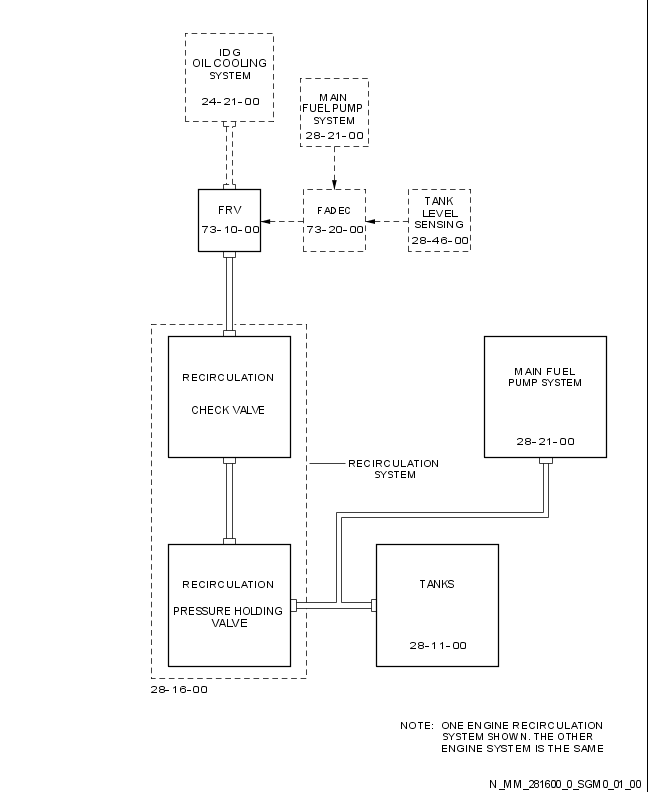 IDG
OIL COOLING
SYSTEM
24-21-00
MAIN
FUEL PUMP
SYSTEM
28-21-00
FRV
73-10-00
FADEC
73-20-00
TANK
LEVEL
SENSING
28-46-00
RECIRCULATION
CHECK VALVE
MAIN FUEL
PUMP SYSTEM
28-21-00
RECIRCULATION
SYSTEM
RECIRCULATION
PRESSURE HOLDING
VALVE
TANKS
28-11-00
28-16-00
NOTE: ONE ENGINE RECIRCULATION
SYSTEM SHOWN. THE OTHER
ENGINE SYSTEM IS THE SAME
N_MM_281600_0_SGM0_01_00